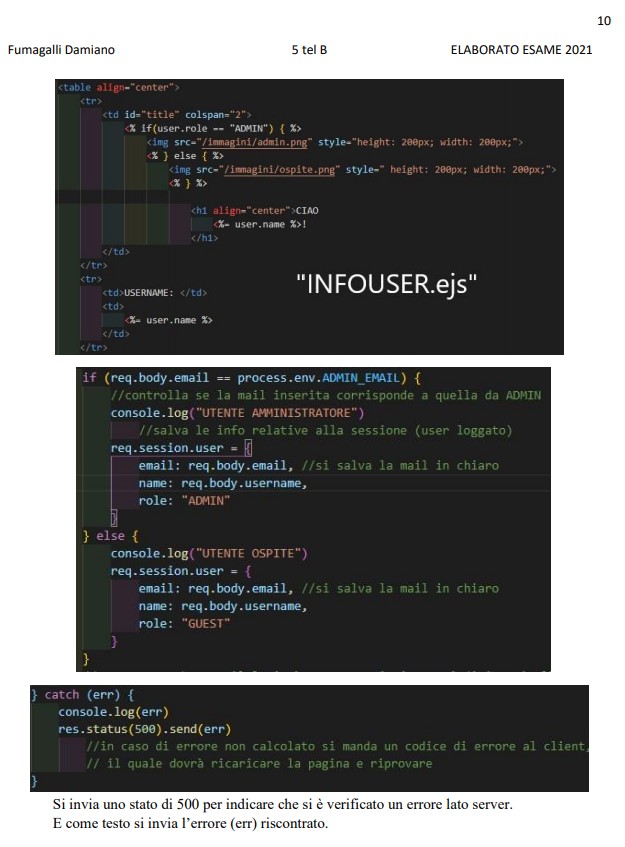 10
Fumagalli Damiano 5 tel B ELABORATO ESAME 2021
<table align="center">
<tr>
<td id="title" colspan="2">
<% if(user.role == "ADMIN") { %>
<img src="/immagini/admin.png" style="height: 200px; width: 200px;">
<% } else { %>
<img src="/immagini/ospite.png" style=" height: 200px; width: 200px;">
<% } %>
<h1 align="center">CIAO
<%= user.name %>!
</h1>
</td>
</tr>
<tr>
"INFOUSER.ejs"
<td>USERNAME: </td>
<td>
<%= user.name %>
</td>
</tr>
if (req.body.email == process.env.ADMIN_EMAIL) {
//controlla se la mail inserita corrisponde a quella da ADMIN
console.log("UTENTE AMMINISTRATORE")
//salva le info relative alla sessione (user loggato)
req.session.user = {
email: req.body.email, //si salva la mail in chiaro
name: req.body.username,
role: "ADMIN"
}
} else {
console.log("UTENTE OSPITE")
req.session.user = {
email: req.body.email, //si salva la mail in chiaro
name: req.body.username,
role: "GUEST"
}
}
} catch (err) {
console.log(err)
res.status(500).send(err)
//in caso di errore non calcolato si manda un codice di errore al client,
// il quale dovrà ricaricare la pagina e riprovare
}
Si invia uno stato di 500 per indicare che si è verificato un errore lato server.
E come testo si invia l'errore (err) riscontrato.